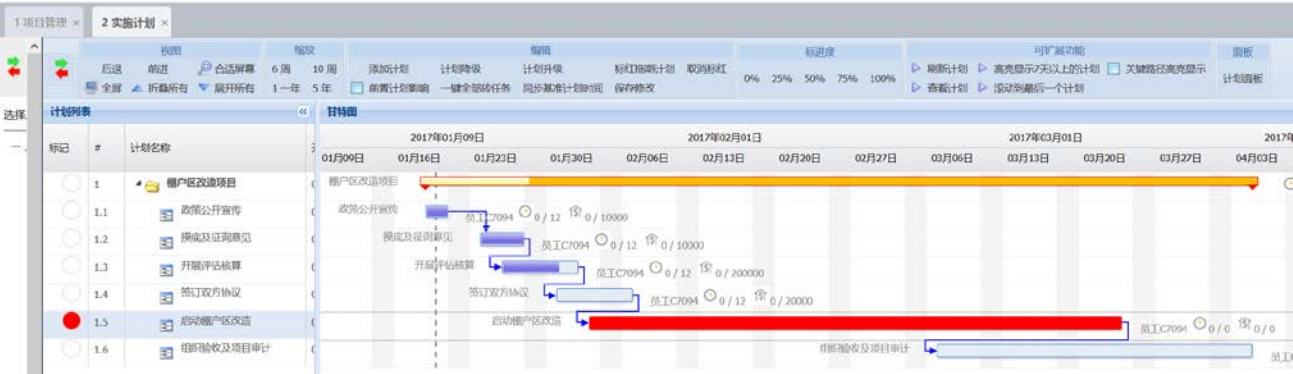 1 项目管理 ×
2 实施计划 ×
视图 缩放 编辑 标进度 可扩展功能 面板
后退 前进 合适屏幕 6 周 10 周 添加计划 计划降级 计划升级 标红拖期计划 取消标红 0% 25% 50% 75% 100% 刷新计划 高亮显示7天以上的计划 关键路径高亮显示 计划面板
全屏 折叠所有 展开所有 1 一年 5 年 前置计划影响 一键全部转任务 同步基准计划时间 保存修改 查看计划 滚动到最后一个计划
选择
计划列表 甘特图
标记 # 计划名称
2017年01月09日 2017年02月01日 2017年03月01日 2017年
01月09日 01月16日 01月23日 01月30日 02月06日 02月13日 02月20日 02月27日 03月06日 03月13日 03月20日 03月27日 04月03日
1 棚户区改造项目 棚户区改造项目
1.1 政策公开宣传 政策公开宣传 员工C7094 0 / 12 0 / 10000
1.2 摸底及征询意见 摸底及征询意见 员工C7094 0 / 12 0 / 10000
1.3 开展评估核算 开展评估核算 员工C7094 0 / 12 0 / 200000
1.4 签订双方协议 签订双方协议 员工C7094 0 / 12 0 / 20000
1.5 启动棚户区改造 启动棚户区改造 员工C7094 0 / 0 0 / 0
1.6 组织验收及项目审计 组织验收及项目审计 员工C